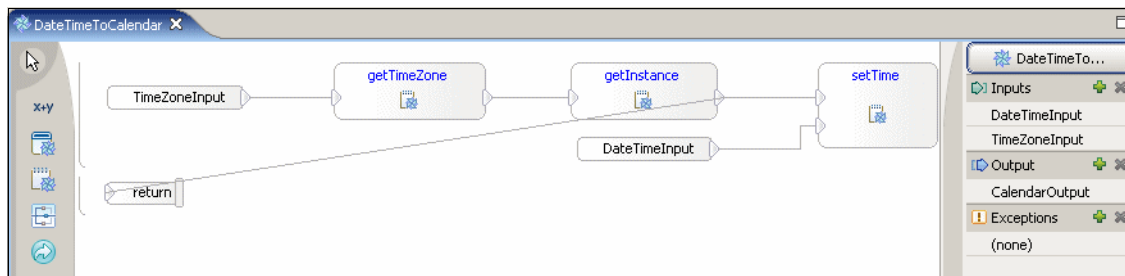 DateTimeToCalendar
DateTimeTo...
getTimeZone
getInstance
setTime
Inputs
TimeZoneInput
x+y
DateTimeInput
DateTimeInput
TimeZoneInput
Output
return
CalendarOutput
Exceptions
(none)